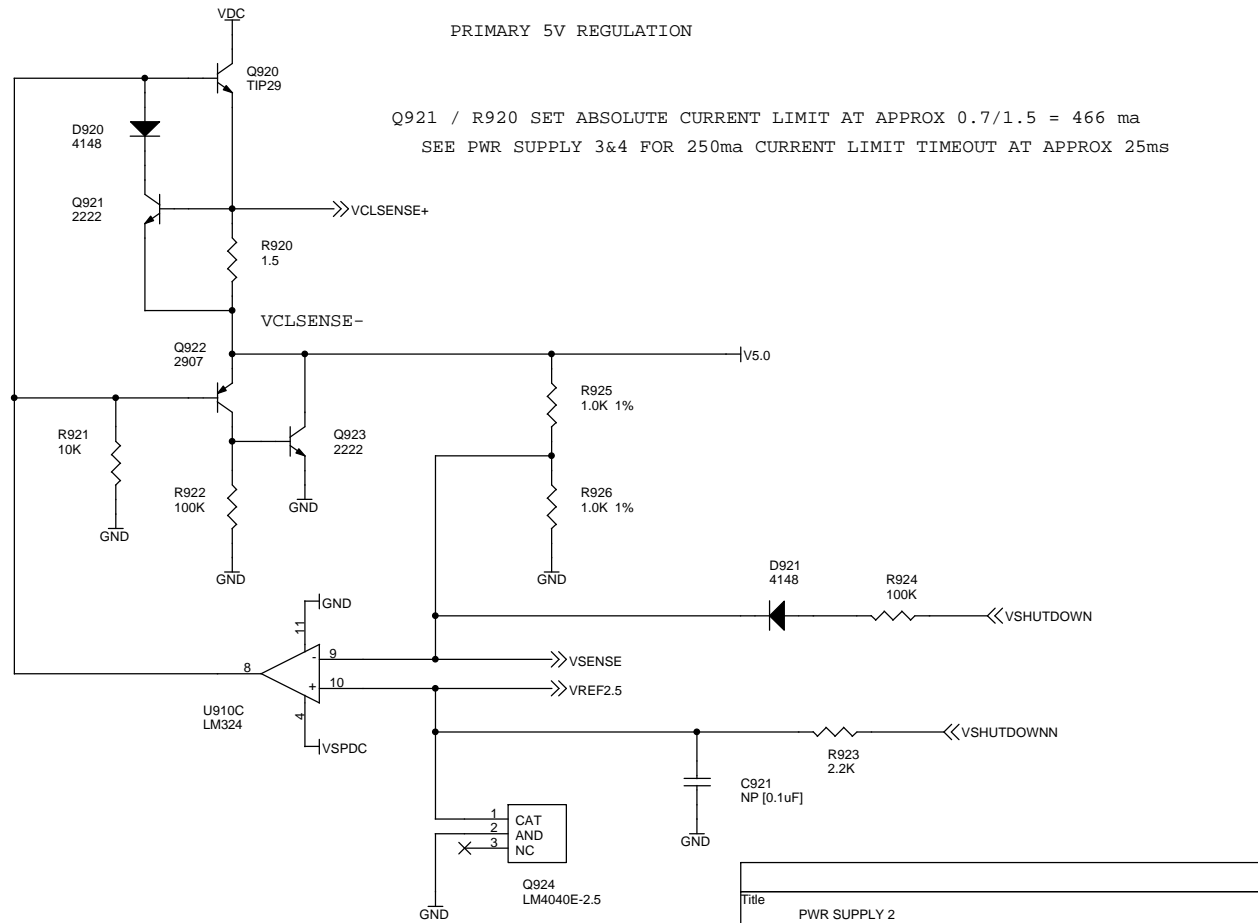 VDC
PRIMARY 5V REGULATION
Q920
TIP29
Q921 / R920 SET ABSOLUTE CURRENT LIMIT AT APPROX 0.7/1.5 = 466 ma
SEE PWR SUPPLY 3&4 FOR 250ma CURRENT LIMIT TIMEOUT AT APPROX 25ms
D920
4148
Q921
2222
VCLSENSE+
R920
1.5
VCLSENSE-
Q922
2907
V5.0
R925
1.0K 1%
R921
10K
Q923
2222
R922
100K
GND
R926
1.0K 1%
GND
GND
GND
D921
4148
R924
100K
VSHUTDOWN
GND
11
8
-
9
VSENSE
+
10
VREF2.5
U910C
LM324
4
VSPDC
VSHUTDOWNN
R923
2.2K
C921
NP [0.1uF]
GND
1
CAT
2
AND
3
NC
Q924
LM4040E-2.5
GND
Title
PWR SUPPLY 2